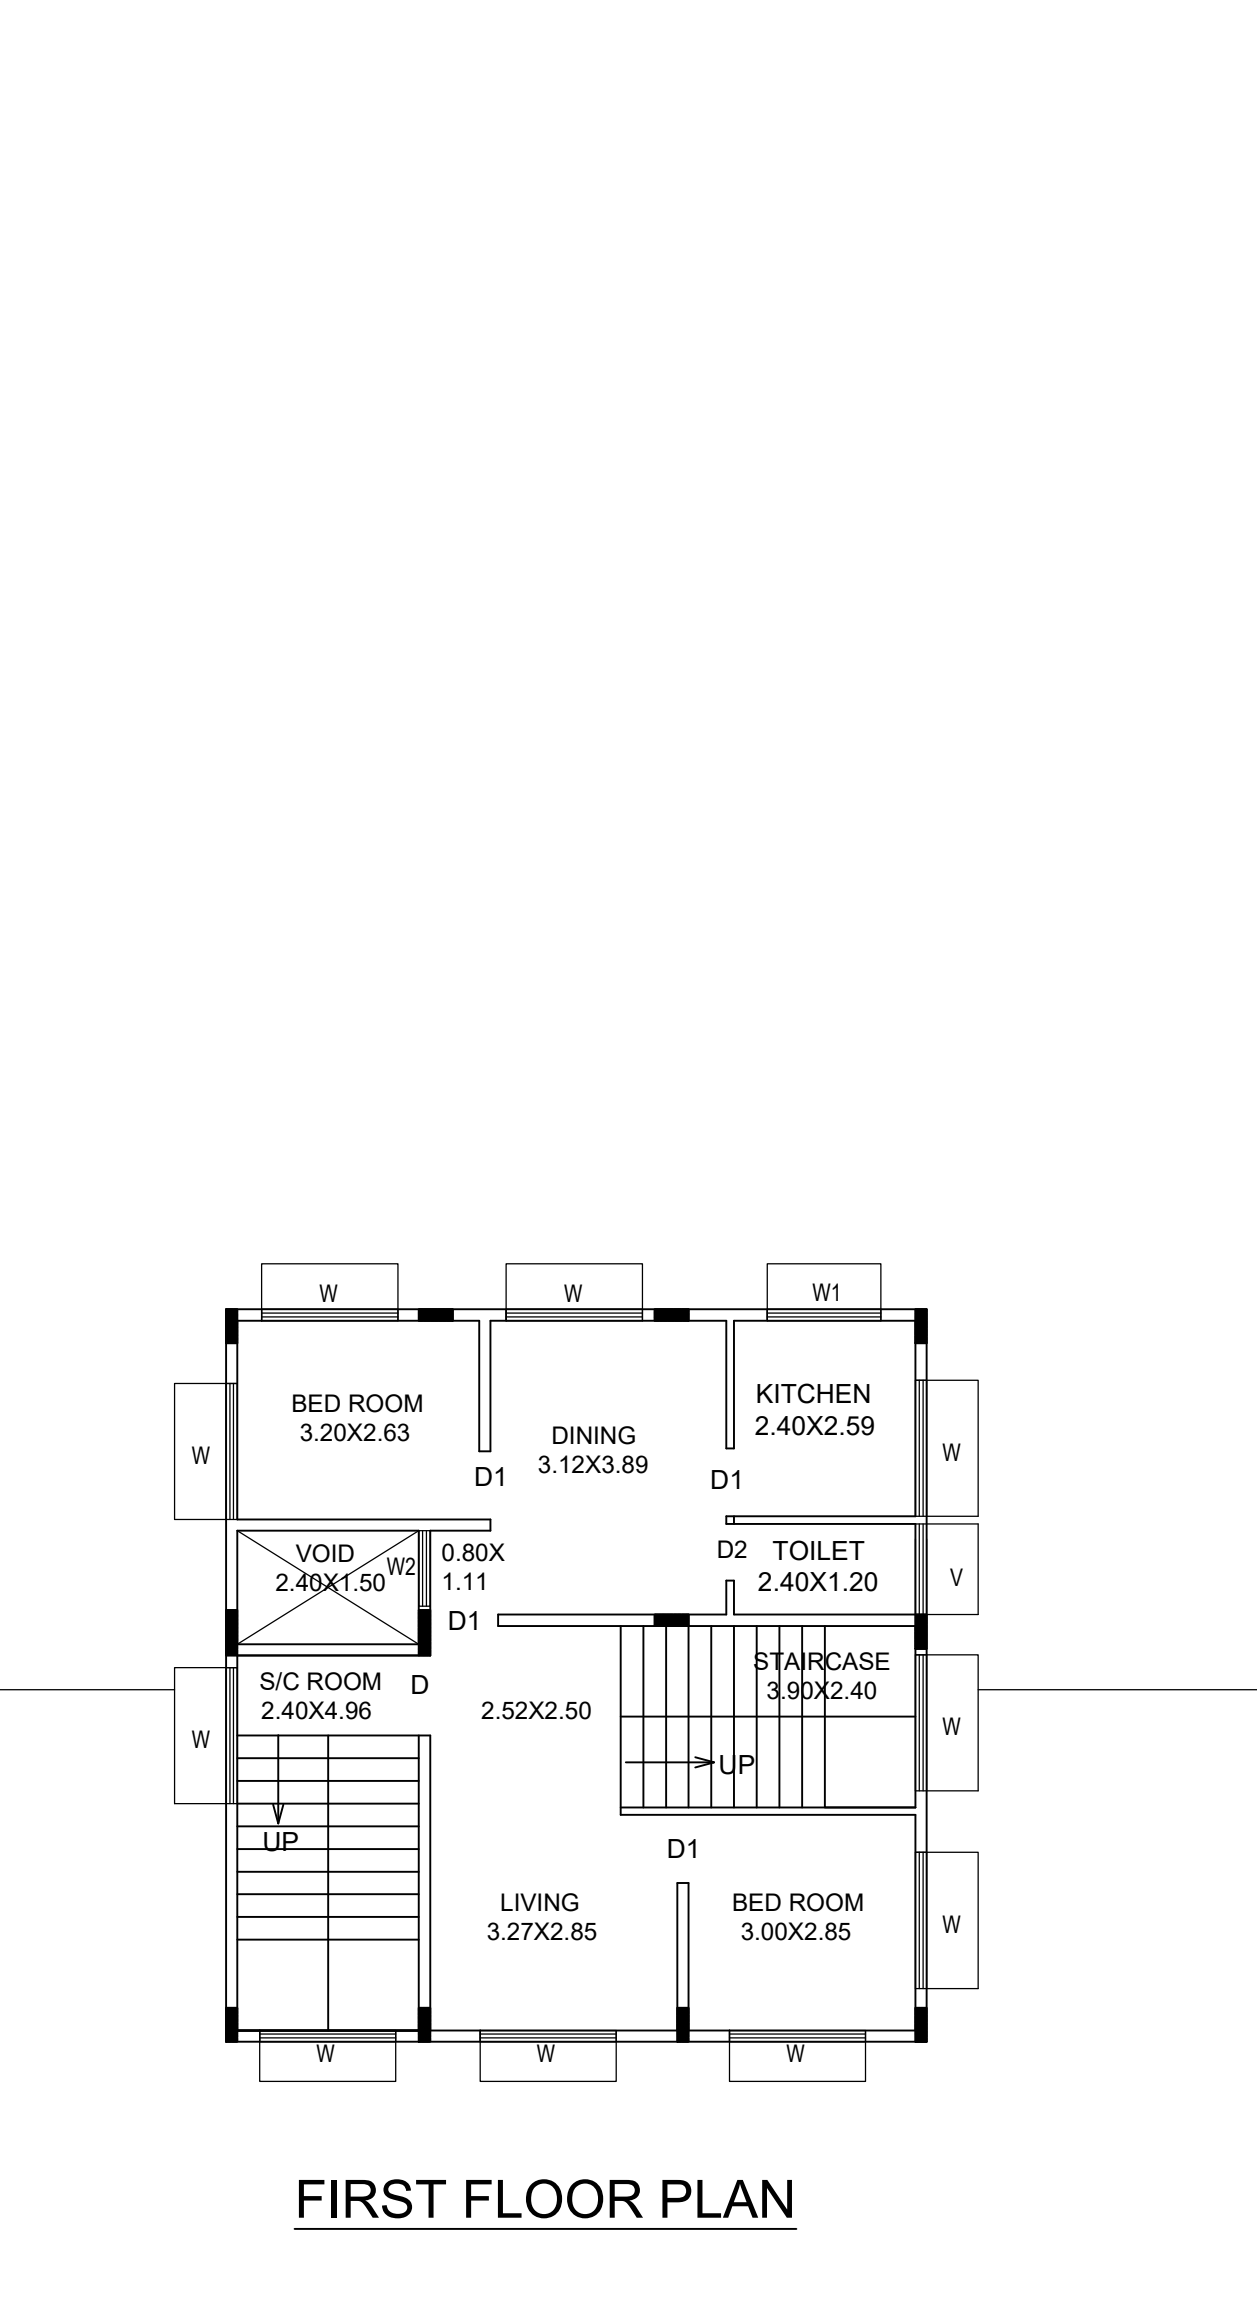 W
W
W1
BED ROOM
3.20X2.63
KITCHEN
2.40X2.59
DINING
3.12X3.89
W
W
D1
D1
VOID
2.40X1.50
W2
0.80X
1.11
D2
TOILET
2.40X1.20
V
D1
S/C ROOM
2.40X4.96
D
2.52X2.50
STAIRCASE
3.90X2.40
W
W
UP
UP
D1
LIVING
3.27X2.85
BED ROOM
3.00X2.85
W
W
W
W
FIRST FLOOR PLAN